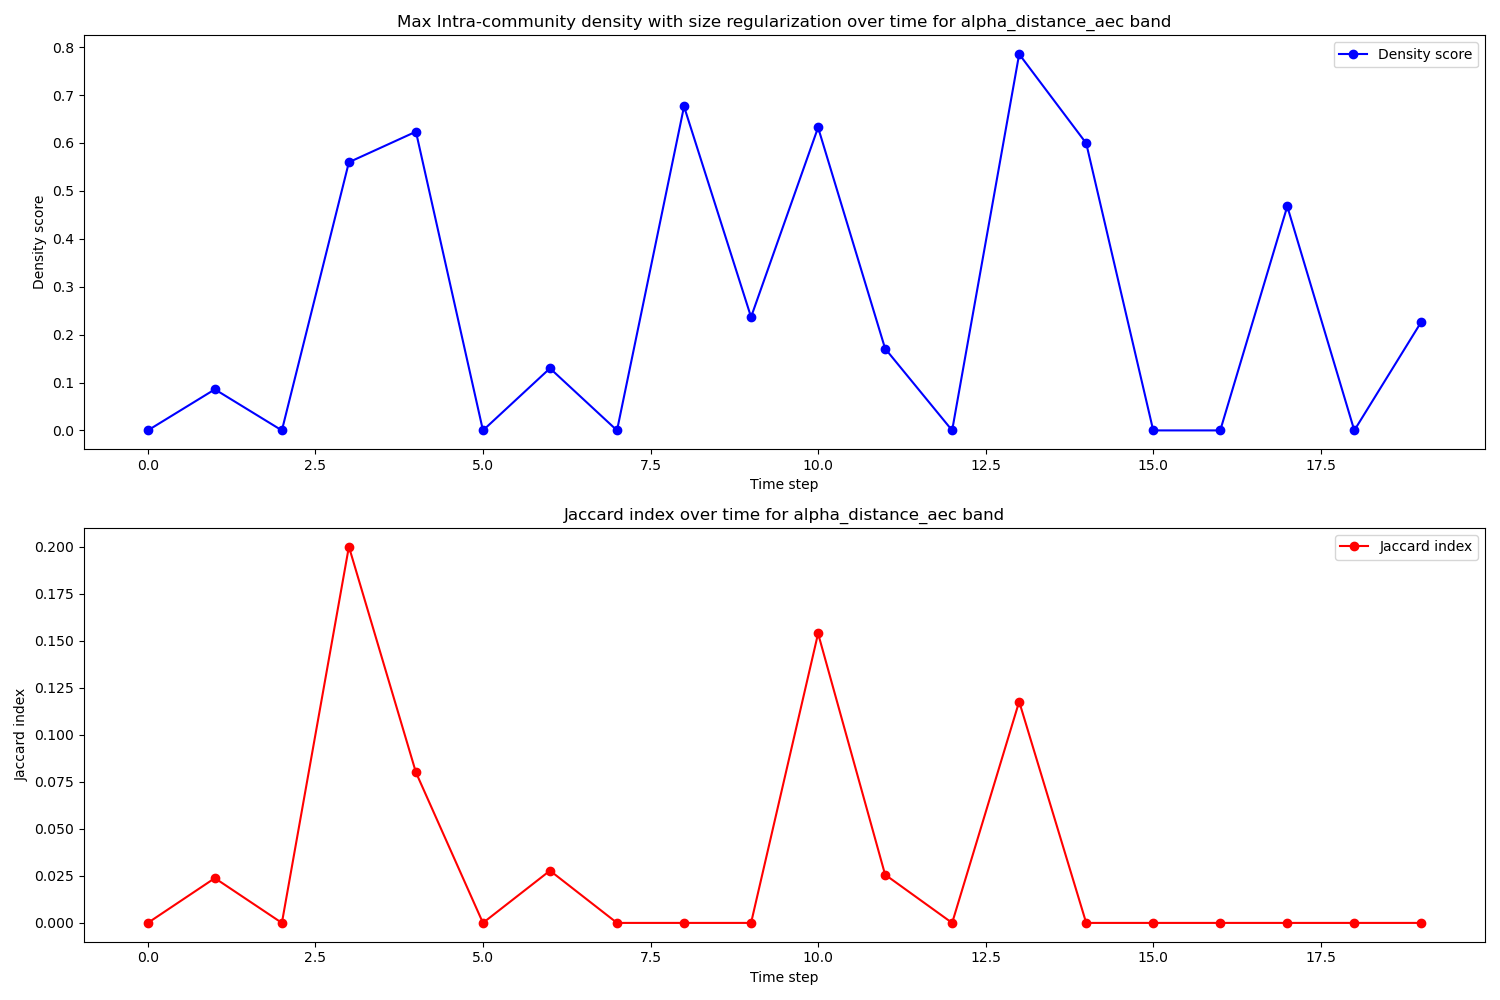 Max Intra-community density with size regularization over time for alpha_distance_aec band
Density score
0.8
0.7
0.6
0.5
0.4
0.3
0.2
0.1
0.0
Density score
0.0 2.5 5.0 7.5 10.0 12.5 15.0 17.5
Time step
Jaccard index over time for alpha_distance_aec band
Jaccard index
0.200
0.175
0.150
0.125
0.100
0.075
0.050
0.025
0.000
Jaccard index
0.0 2.5 5.0 7.5 10.0 12.5 15.0 17.5
Time step